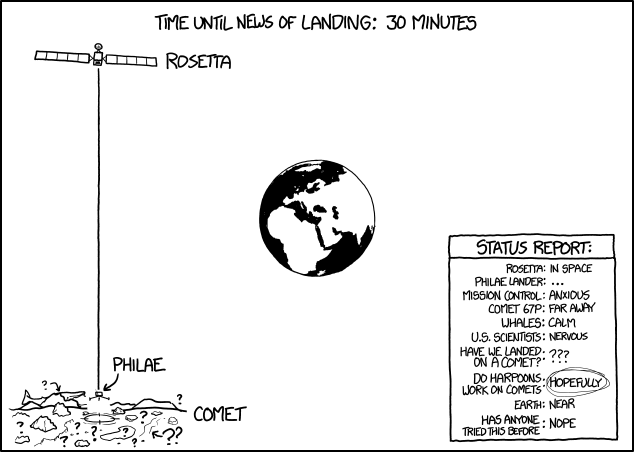 TIME UNTIL NEWS OF LANDING: 30 MINUTES
ROSETTA
PHILAE
COMET
? ? ? ? ? ? ? ? ??
STATUS REPORT:
ROSETTA: IN SPACE
PHILAE LANDER: ...
MISSION CONTROL: ANXIOUS
COMET 67P: FAR AWAY
WHALES: CALM
U.S. SCIENTISTS: NERVOUS
HAVE WE LANDED
ON A COMET?: ???
DO HARPOONS
WORK ON COMETS: HOPEFULLY
EARTH: NEAR
HAS ANYONE
TRIED THIS BEFORE: NOPE